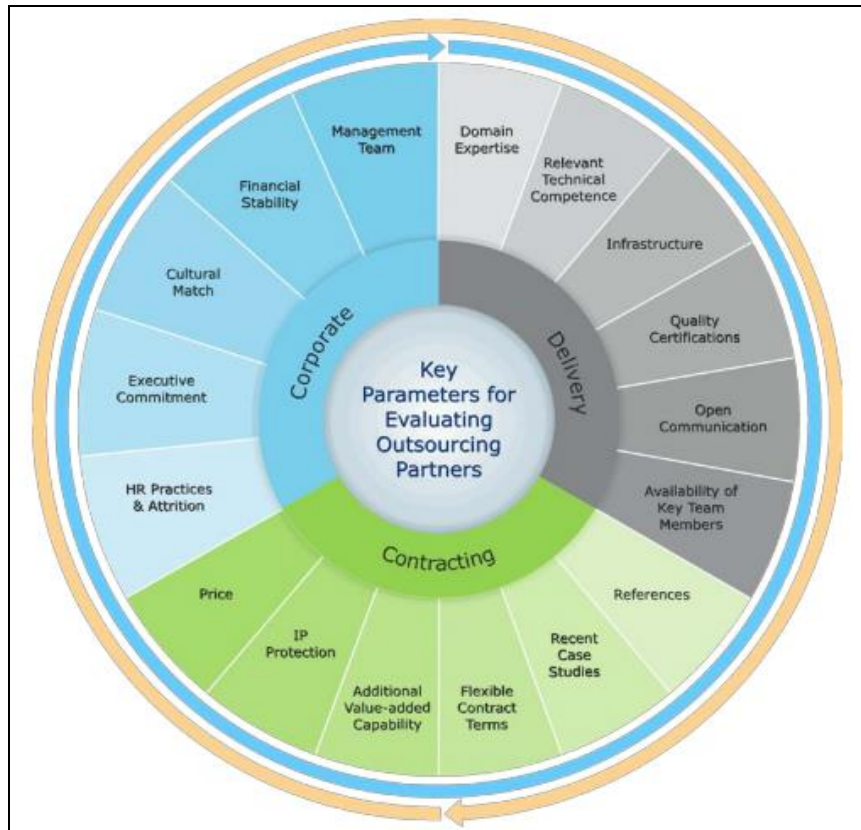 Key
Parameters for
Evaluating
Outsourcing
Partners
Corporate
Delivery
Contracting
Domain
Expertise
Relevant
Technical
Competence
Infrastructure
Quality
Certifications
Open
Communication
Availability of
Key Team
Members
References
Recent
Case
Studies
Flexible
Contract
Terms
Additional
Value-added
Capability
IP
Protection
Price
HR Practices
& Attrition
Executive
Commitment
Cultural
Match
Financial
Stability
Management
Team